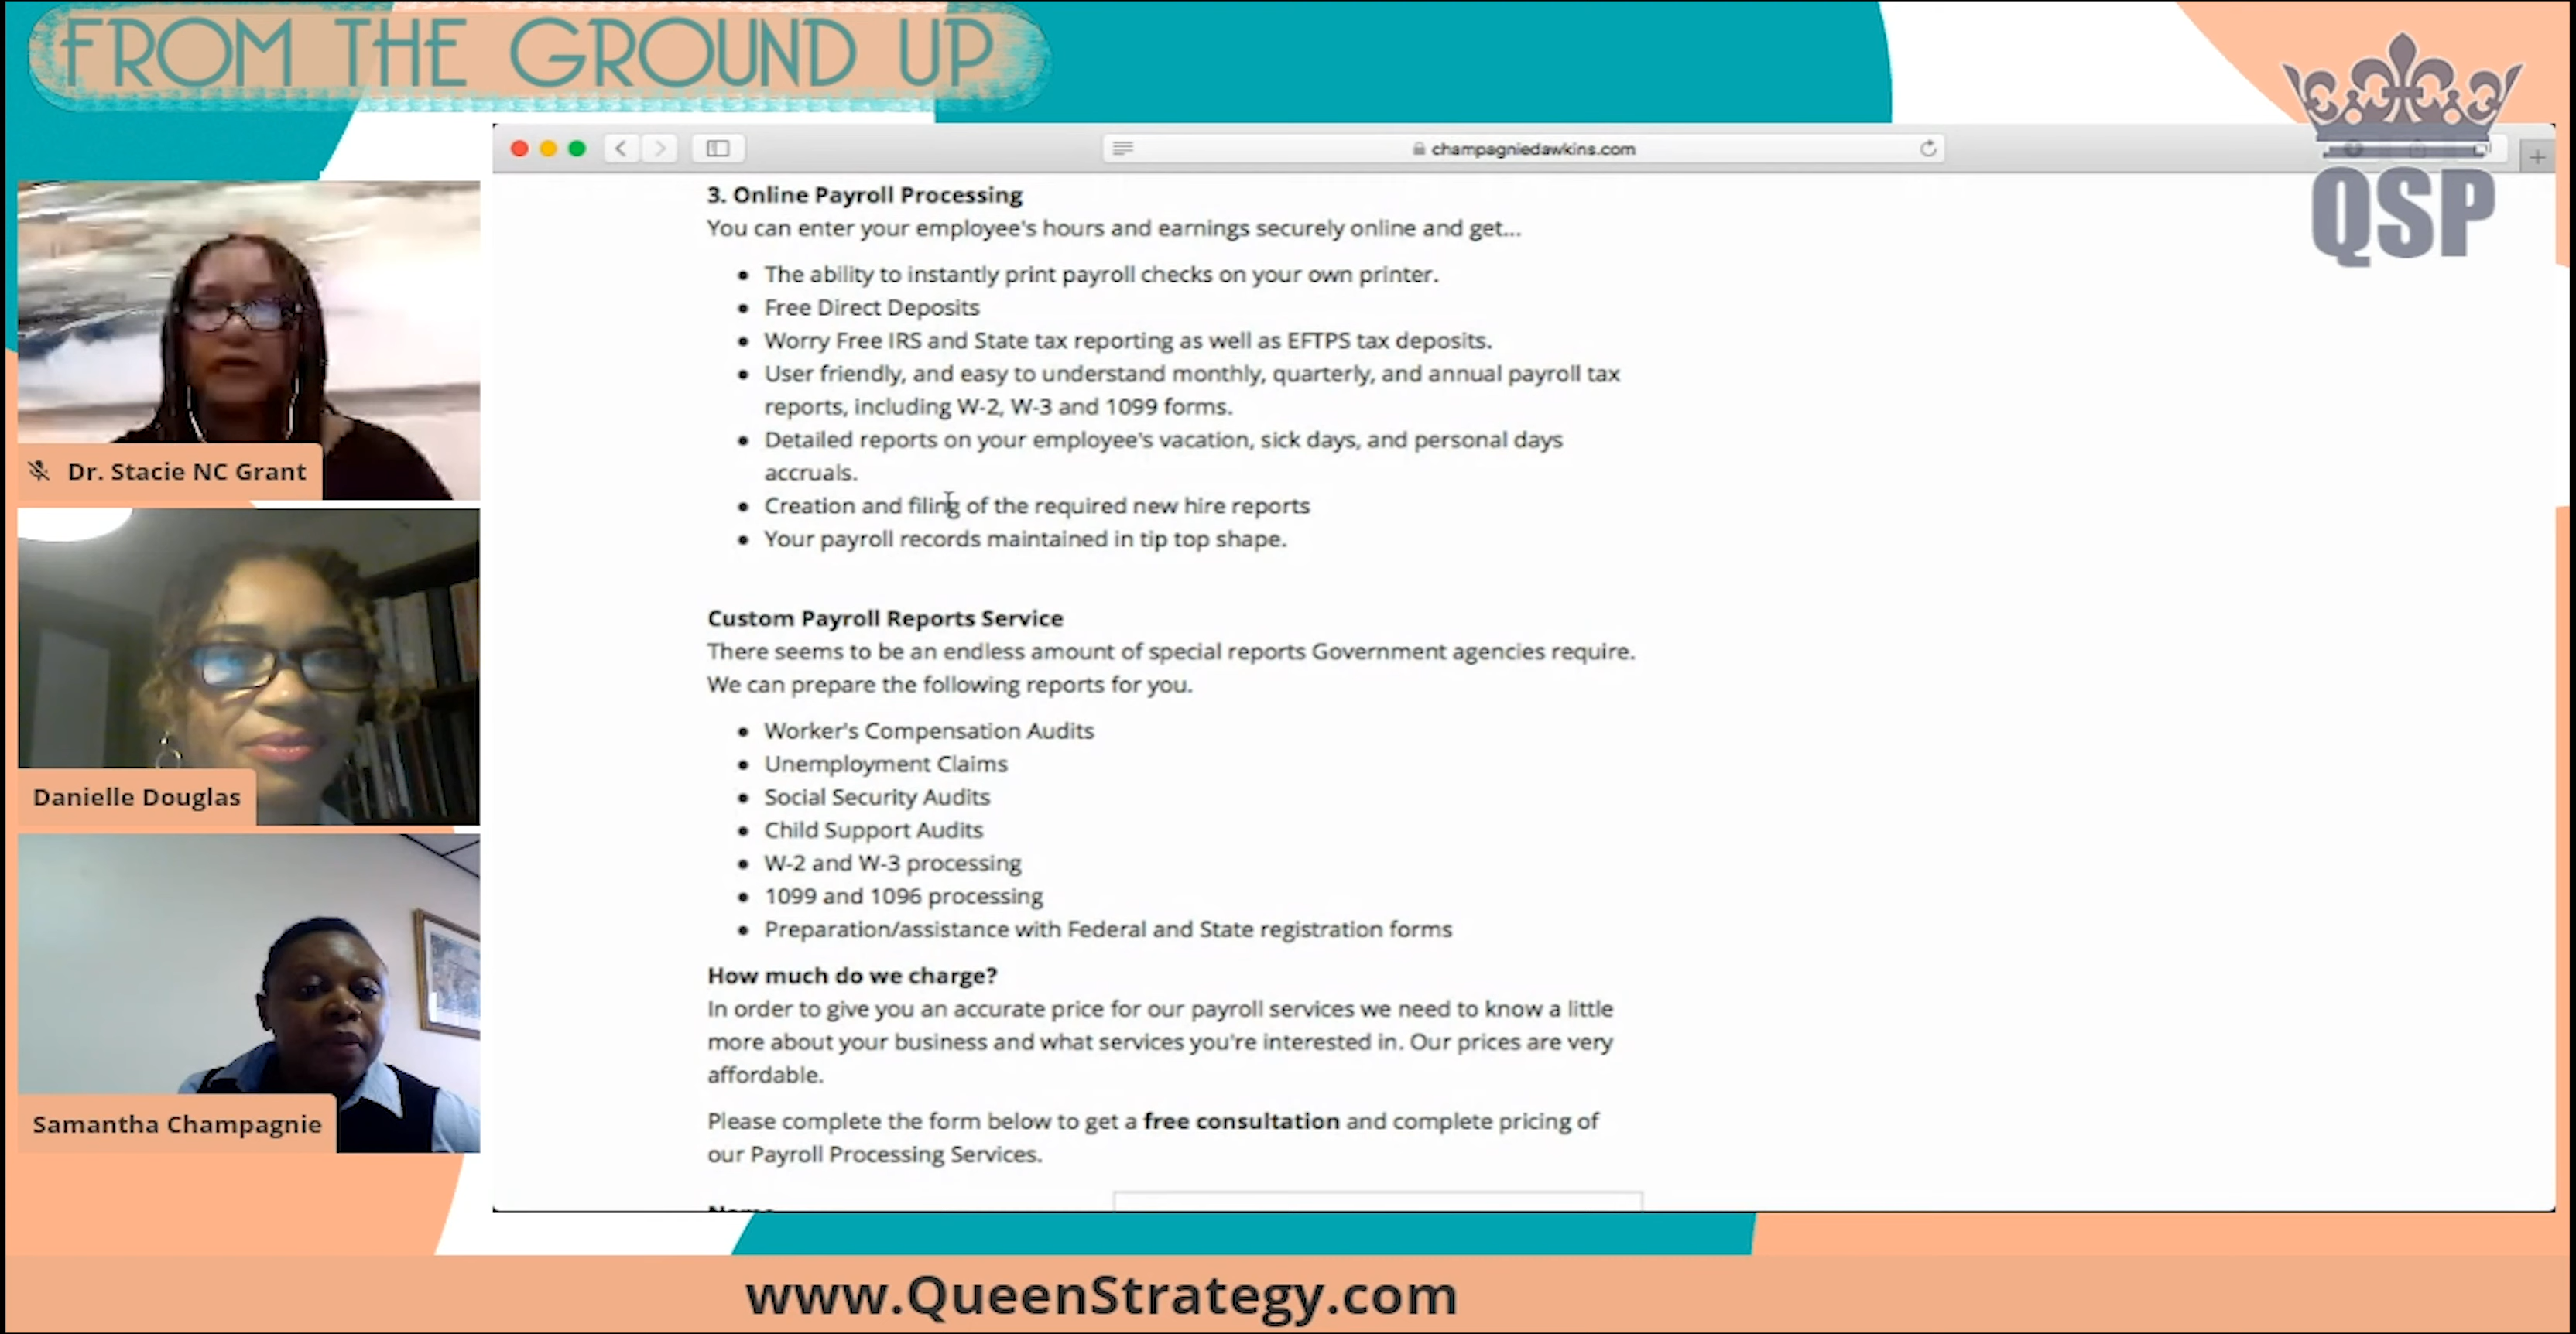 FROM THE GROUND UP
QSP
champagniedawkins.com
3. Online Payroll Processing
You can enter your employee's hours and earnings securely online and get...
• The ability to instantly print payroll checks on your own printer.
• Free Direct Deposits
• Worry Free IRS and State tax reporting as well as EFTPS tax deposits.
• User friendly, and easy to understand monthly, quarterly, and annual payroll tax
reports, including W-2, W-3 and 1099 forms.
• Detailed reports on your employee's vacation, sick days, and personal days
accruals.
• Creation and filing of the required new hire reports
• Your payroll records maintained in tip top shape.
Custom Payroll Reports Service
There seems to be an endless amount of special reports Government agencies require.
We can prepare the following reports for you.
• Worker's Compensation Audits
• Unemployment Claims
• Social Security Audits
• Child Support Audits
• W-2 and W-3 processing
• 1099 and 1096 processing
• Preparation/assistance with Federal and State registration forms
How much do we charge?
In order to give you an accurate price for our payroll services we need to know a little
more about your business and what services you're interested in. Our prices are very
affordable.
Please complete the form below to get a free consultation and complete pricing of
our Payroll Processing Services.
Dr. Stacie NC Grant
Danielle Douglas
Samantha Champagnie
www.QueenStrategy.com